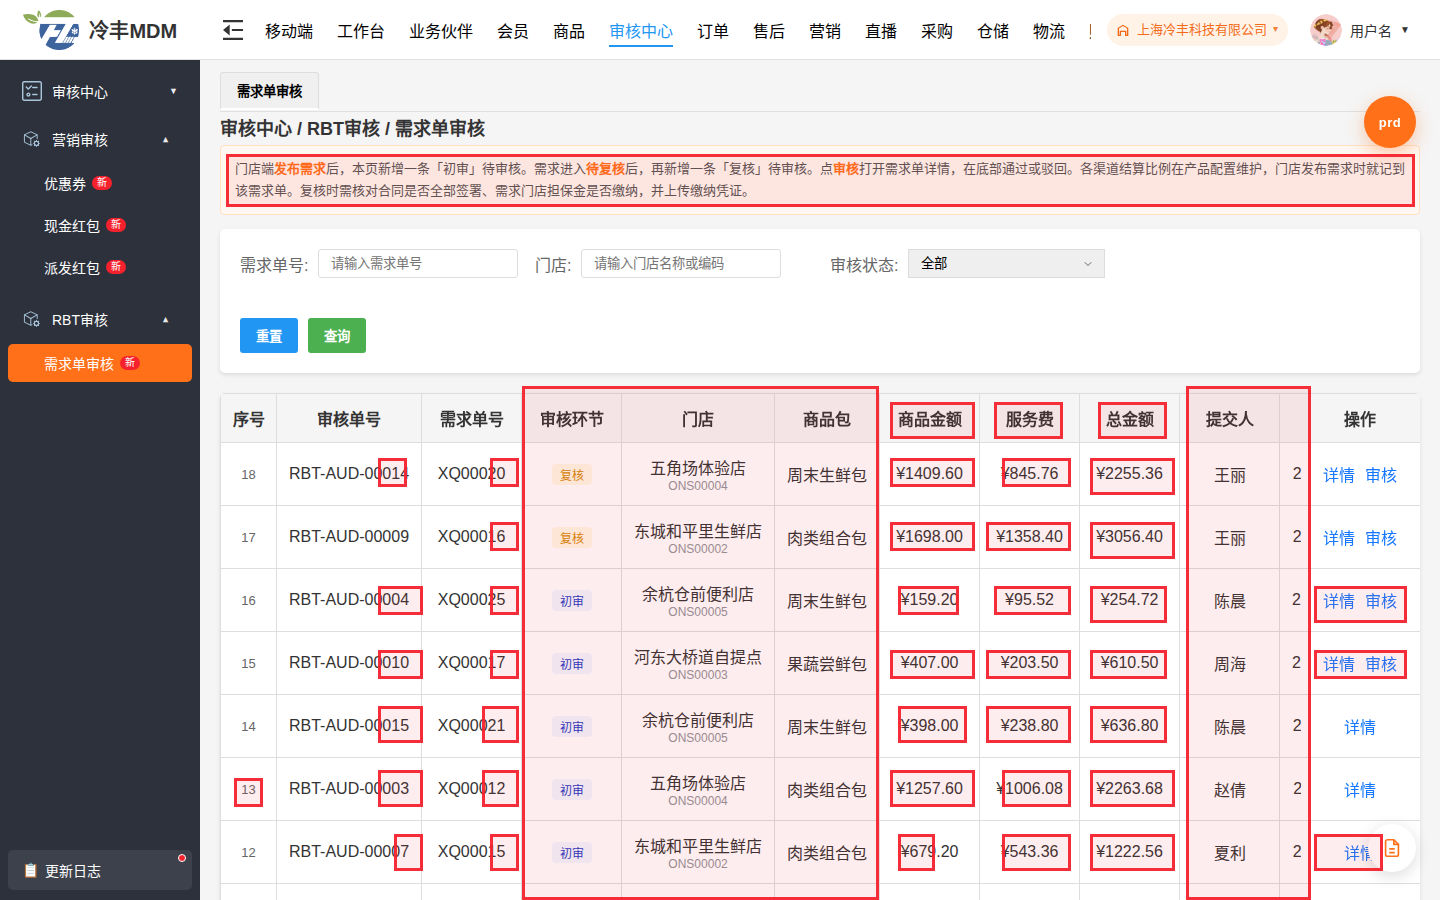 冷丰MDM
移动端 工作台 业务伙伴 会员 商品 审核中心 订单 售后 营销 直播 采购 仓储 物流
上海冷丰科技有限公司 ▾
用户名 ▼
审核中心 ▼
营销审核 ▲
优惠券 新
现金红包 新
派发红包 新
RBT审核 ▲
需求单审核 新
更新日志
需求单审核
审核中心 / RBT审核 / 需求单审核
prd
门店端发布需求后，本页新增一条「初审」待审核。需求进入待复核后，再新增一条「复核」待审核。点审核打开需求单详情，在底部通过或驳回。各渠道结算比例在产品配置维护，门店发布需求时就记到
该需求单。复核时需核对合同是否全部签署、需求门店担保金是否缴纳，并上传缴纳凭证。
需求单号: 请输入需求单号 门店: 请输入门店名称或编码 审核状态: 全部
重置 查询
序号 审核单号 需求单号 审核环节 门店 商品包 商品金额 服务费 总金额 提交人 操作
18 RBT-AUD-00014 XQ00020 复核 五角场体验店 周末生鲜包 ¥1409.60 ¥845.76 ¥2255.36 王丽 2 详情 审核
ONS00004
17 RBT-AUD-00009 XQ00016 复核 东城和平里生鲜店 肉类组合包 ¥1698.00 ¥1358.40 ¥3056.40 王丽 2 详情 审核
ONS00002
16 RBT-AUD-00004 XQ00025 初审 余杭仓前便利店 周末生鲜包 ¥159.20 ¥95.52 ¥254.72 陈晨 2 详情 审核
ONS00005
15 RBT-AUD-00010 XQ00017 初审 河东大桥道自提点 果蔬尝鲜包 ¥407.00 ¥203.50 ¥610.50 周海 2 详情 审核
ONS00003
14 RBT-AUD-00015 XQ00021 初审 余杭仓前便利店 周末生鲜包 ¥398.00 ¥238.80 ¥636.80 陈晨 2 详情
ONS00005
13 RBT-AUD-00003 XQ00012 初审 五角场体验店 肉类组合包 ¥1257.60 ¥1006.08 ¥2263.68 赵倩 2 详情
ONS00004
12 RBT-AUD-00007 XQ00015 初审 东城和平里生鲜店 肉类组合包 ¥679.20 ¥543.36 ¥1222.56 夏利 2 详情
ONS00002